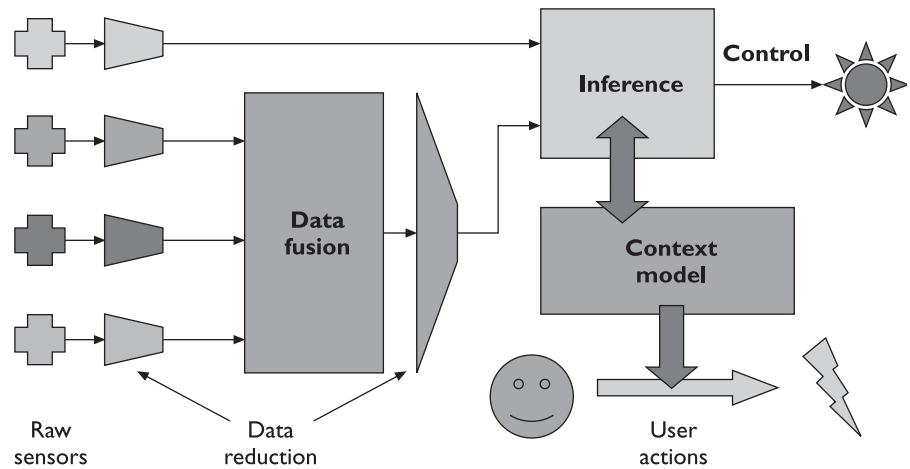 Control
Inference
Data
fusion
Context
model
Raw
sensors
Data
reduction
User
actions